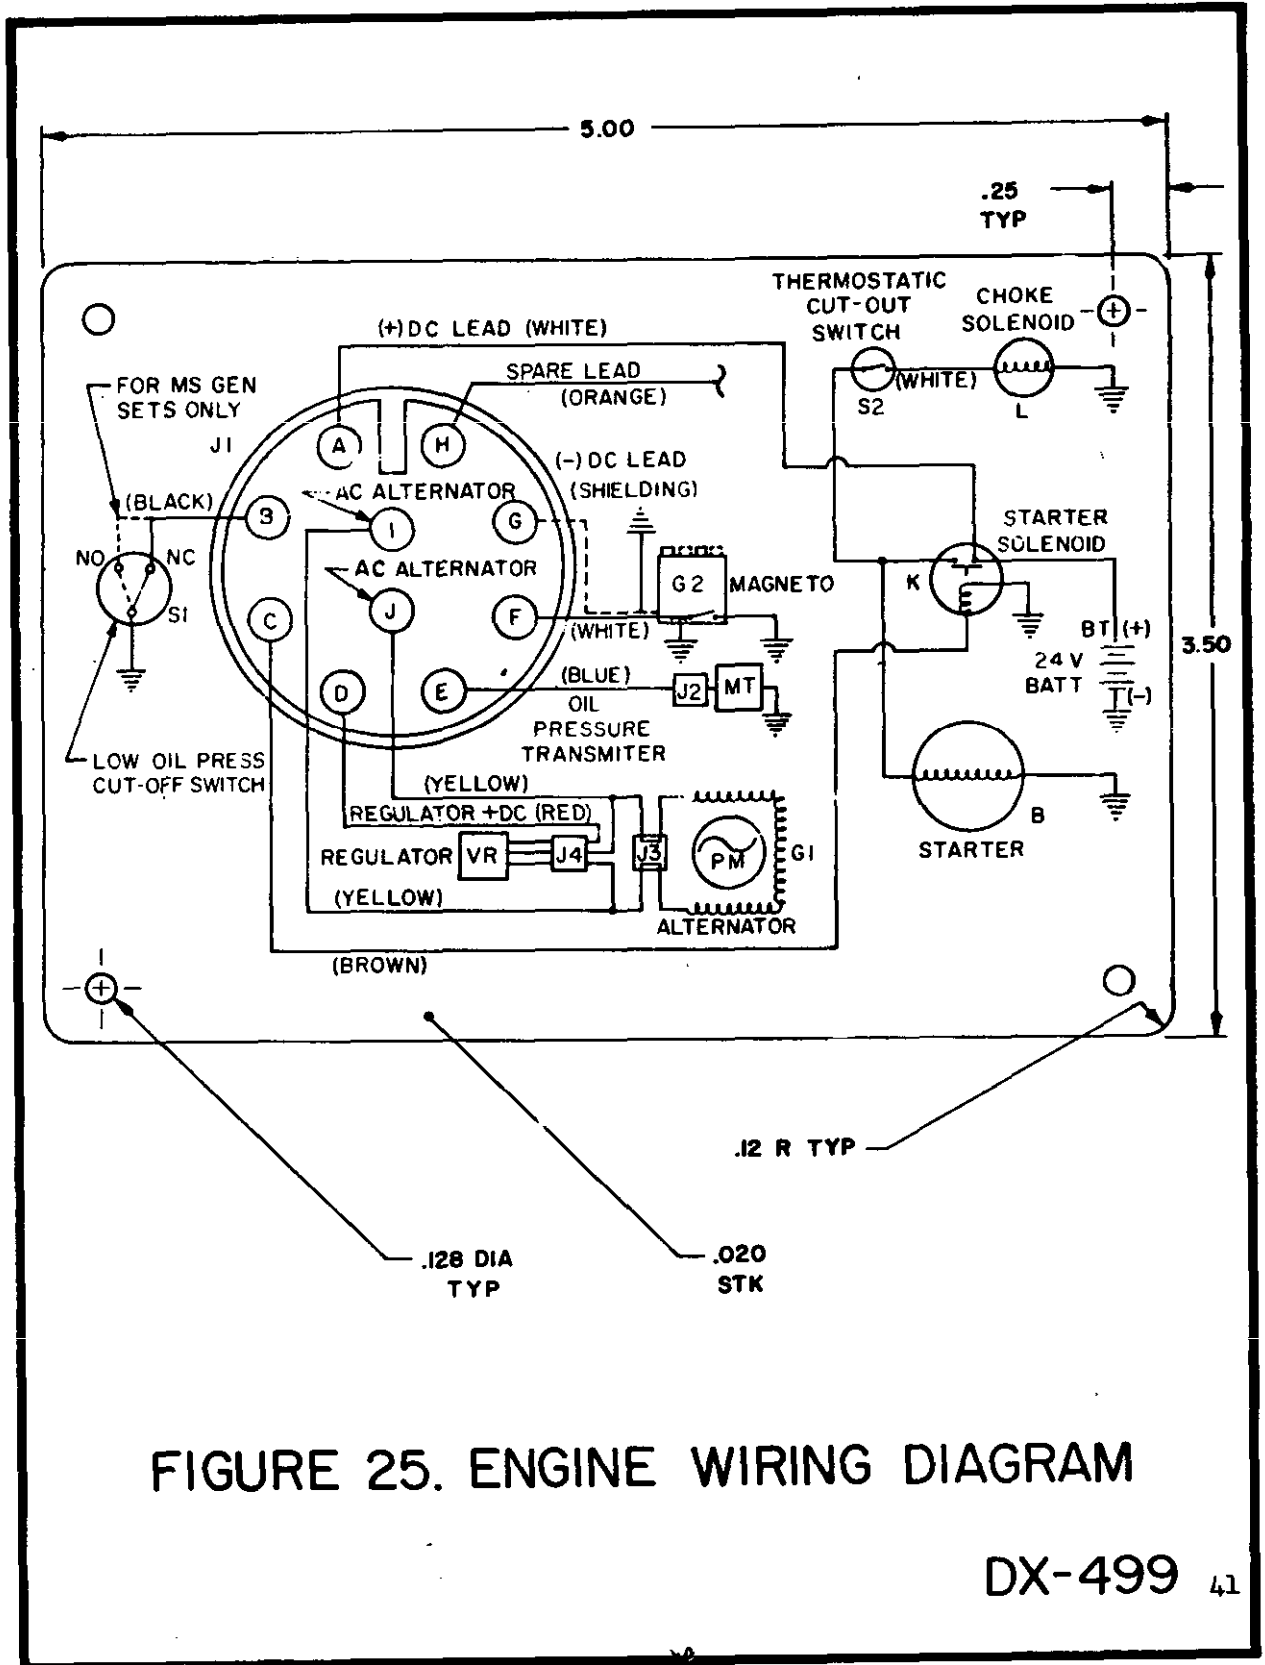 5.00
.25
TYP
THERMOSTATIC
CUT-OUT
SWITCH
CHOKE
SOLENOID
(+) DC LEAD (WHITE)
SPARE LEAD
(ORANGE)
(WHITE)
S2
L
FOR MS GEN
SETS ONLY
J1
A
H
(-) DC LEAD
(SHIELDING)
AC ALTERNATOR
(BLACK)
B
I
G
STARTER
SOLENOID
NO
NC
AC ALTERNATOR
G2
MAGNETO
K
S1
C
J
F
(WHITE)
BT (+)
24 V
BATT
(-)
3.50
D
E
(BLUE)
OIL
PRESSURE
TRANSMITER
J2
MT
LOW OIL PRESS
CUT-OFF SWITCH
(YELLOW)
REGULATOR +DC (RED)
REGULATOR
VR
J4
J3
PM
G1
B
STARTER
(YELLOW)
ALTERNATOR
(BROWN)
.12 R TYP
.128 DIA
TYP
.020
STK
FIGURE 25. ENGINE WIRING DIAGRAM
DX-499
41